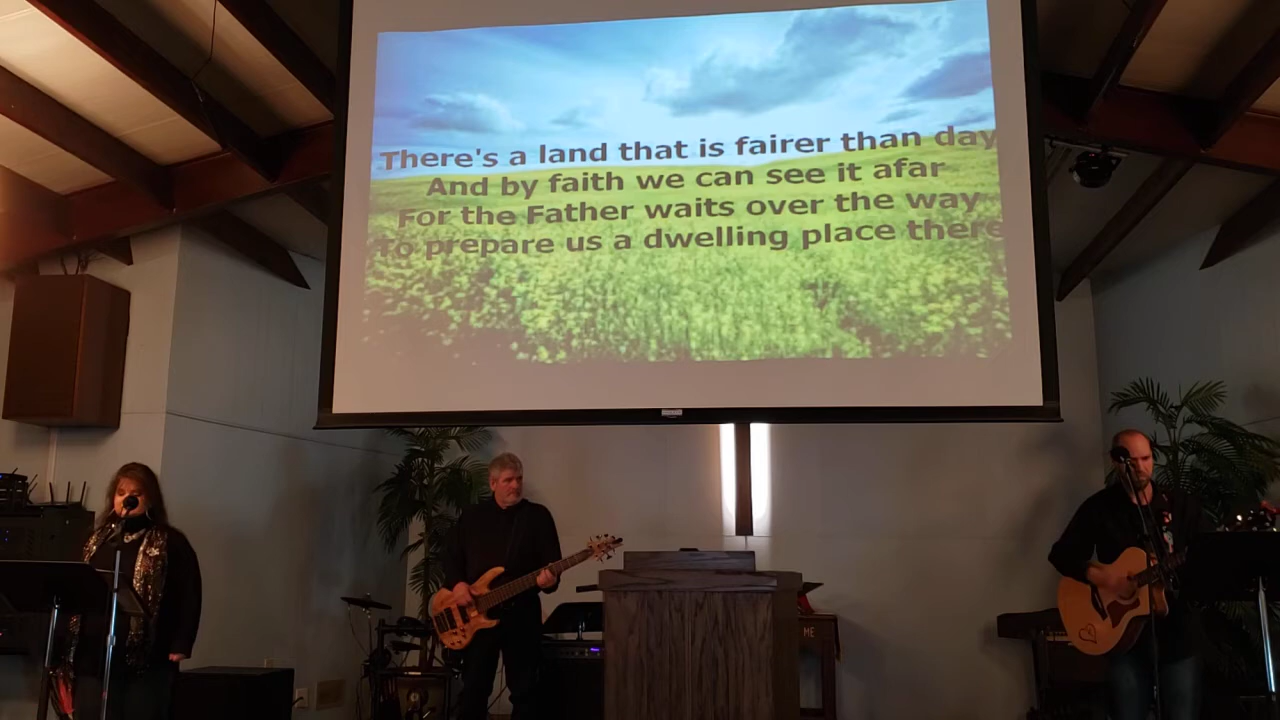 There's a land that is fairer than day
And by faith we can see it afar
For the Father waits over the way
To prepare us a dwelling place there
ME